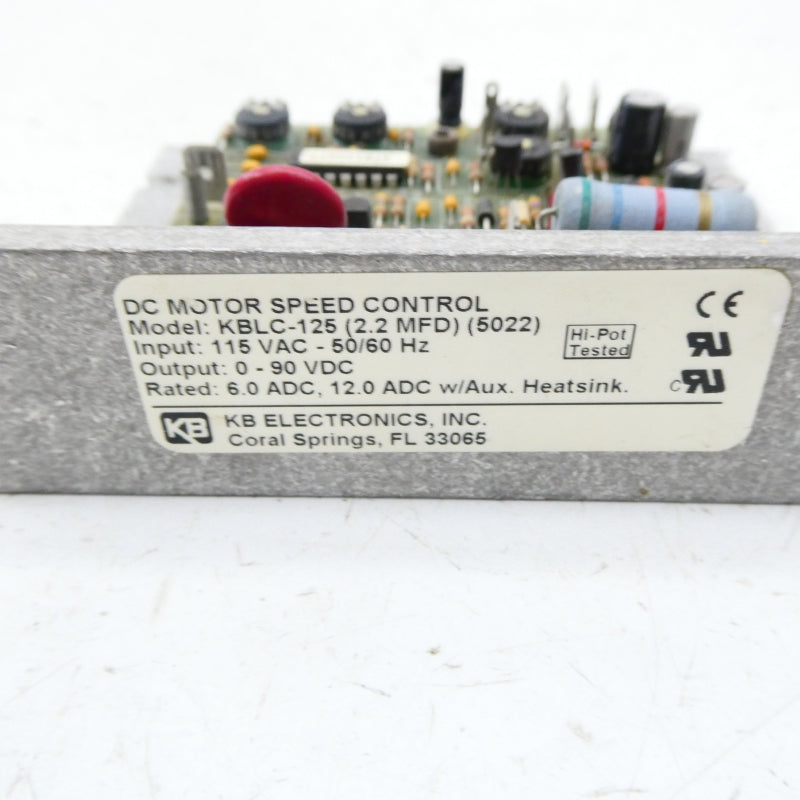 DC MOTOR SPEED CONTROL
Model: KBLC-125 (2.2 MFD) (5022)
Input: 115 VAC - 50/60 Hz
Output: 0 - 90 VDC
Rated: 6.0 ADC, 12.0 ADC w/Aux. Heatsink.
Hi-Pot
Tested
CE
RU
cRU
KB
KB ELECTRONICS, INC.
Coral Springs, FL 33065